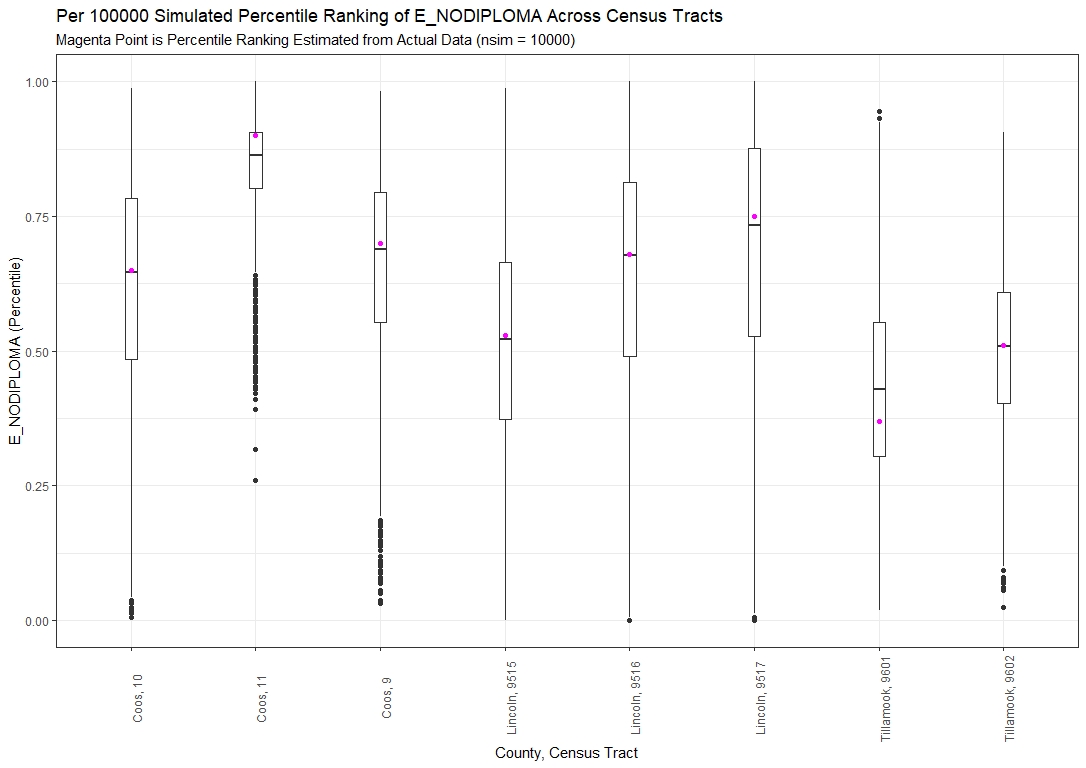 Per 100000 Simulated Percentile Ranking of E_NODIPLOMA Across Census Tracts
Magenta Point is Percentile Ranking Estimated from Actual Data (nsim = 10000)
E_NODIPLOMA (Percentile)
1.00
0.75
0.50
0.25
0.00
Coos, 10
Coos, 11
Coos, 9
Lincoln, 9515
Lincoln, 9516
Lincoln, 9517
Tillamook, 9601
Tillamook, 9602
County, Census Tract